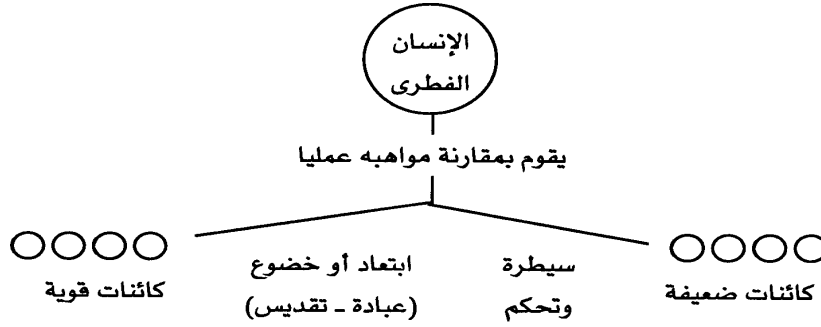 الإنسان
الفطرى
يقوم بمقارنة مواهبه عمليا
سيطرة
وتحكم
ابتعاد أو خضوع
(عبادة ـ تقديس)
كائنات ضعيفة
كائنات قوية